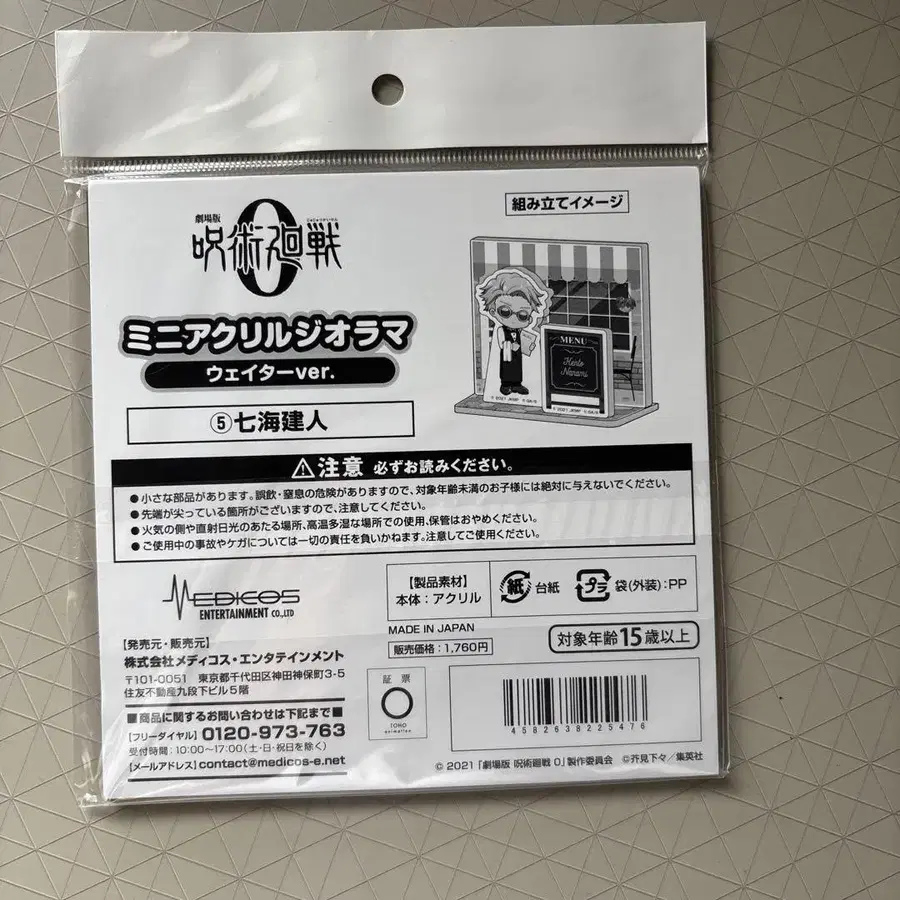 劇場版
じゅじゅつかいせん
呪術廻戦
0
ミニアクリルジオラマ
ウェイターver.
⑤七海建人
組み立てイメージ
MENU
Kento
Nanami
⚠注意 必ずお読みください。
●小さな部品があります。誤飲・窒息の危険がありますので、対象年齢未満のお子様には絶対に与えないでください。
●先端が尖っている箇所がございますので、注意してください。
●火気の側や直射日光のあたる場所、高温多湿な場所での使用、保管はおやめください。
●ご使用中の事故やケガについては一切の責任を負いかねます。注意してご使用ください。
MEDICOS
ENTERTAINMENT CO.,LTD
【発売元・販売元】
株式会社メディコス・エンタテインメント
〒101-0051 東京都千代田区神田神保町3-5
住友不動産九段下ビル5階
■商品に関するお問い合わせは下記まで■
【フリーダイヤル】0120-973-763
受付時間:10:00〜17:00(土・日・祝日を除く)
【メールアドレス】contact@medicos-e.net
【製品素材】
本体:アクリル
紙 台紙
プラ 袋(外装):PP
MADE IN JAPAN
販売価格:1,760円
対象年齢15歳以上
証票
TOHO
animation
4582638225476
© 2021「劇場版 呪術廻戦 0」製作委員会 ©芥見下々/集英社